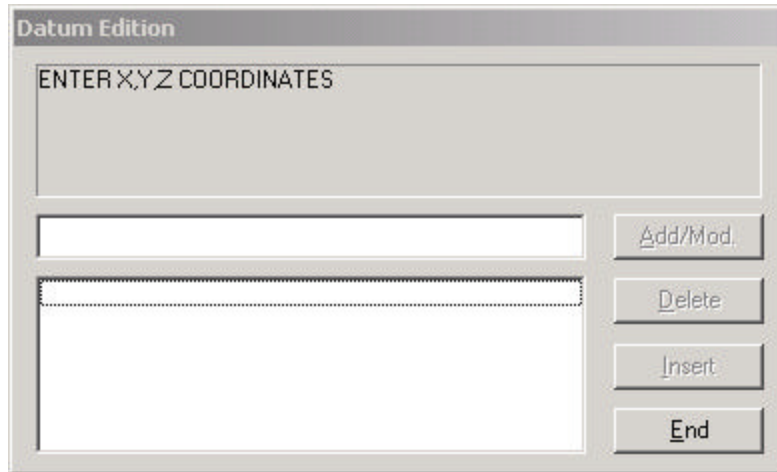 Datum Edition
ENTER X,Y,Z COORDINATES
Add/Mod.
Delete
Insert
End